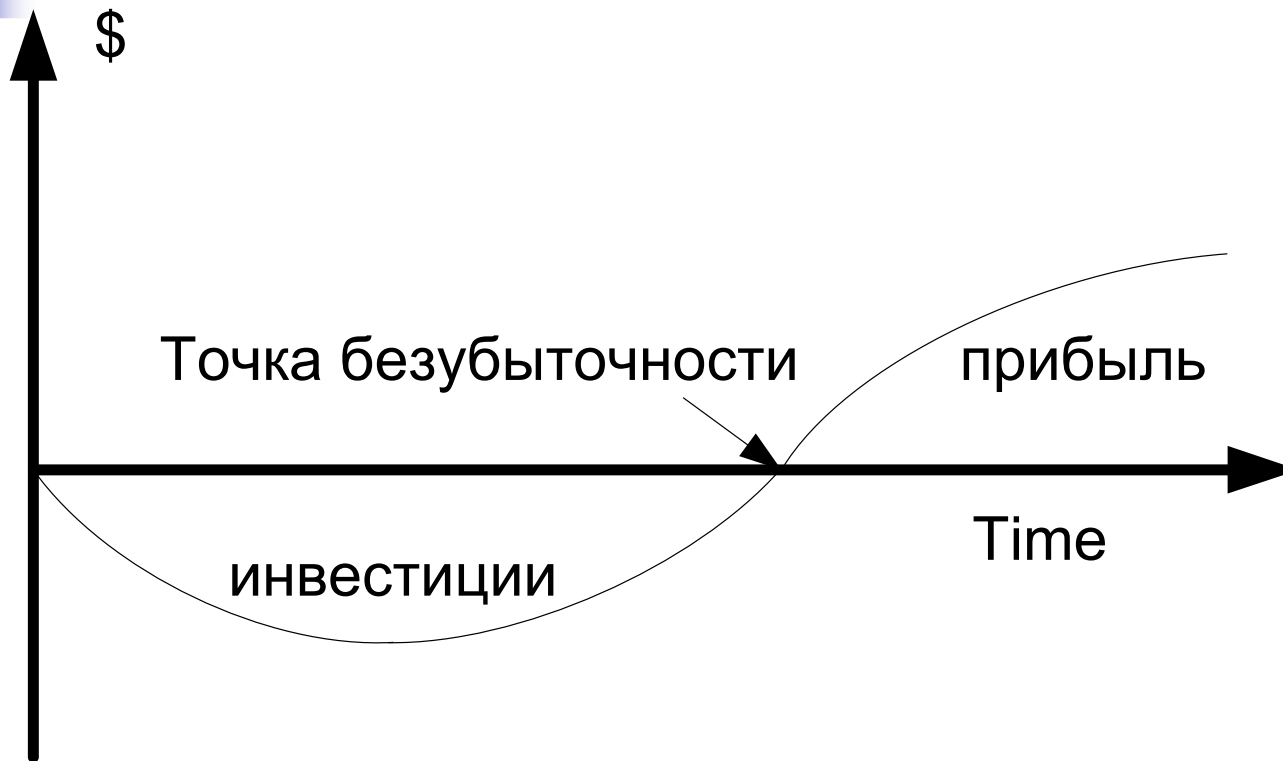 $
Точка безубыточности
прибыль
Time
инвестиции